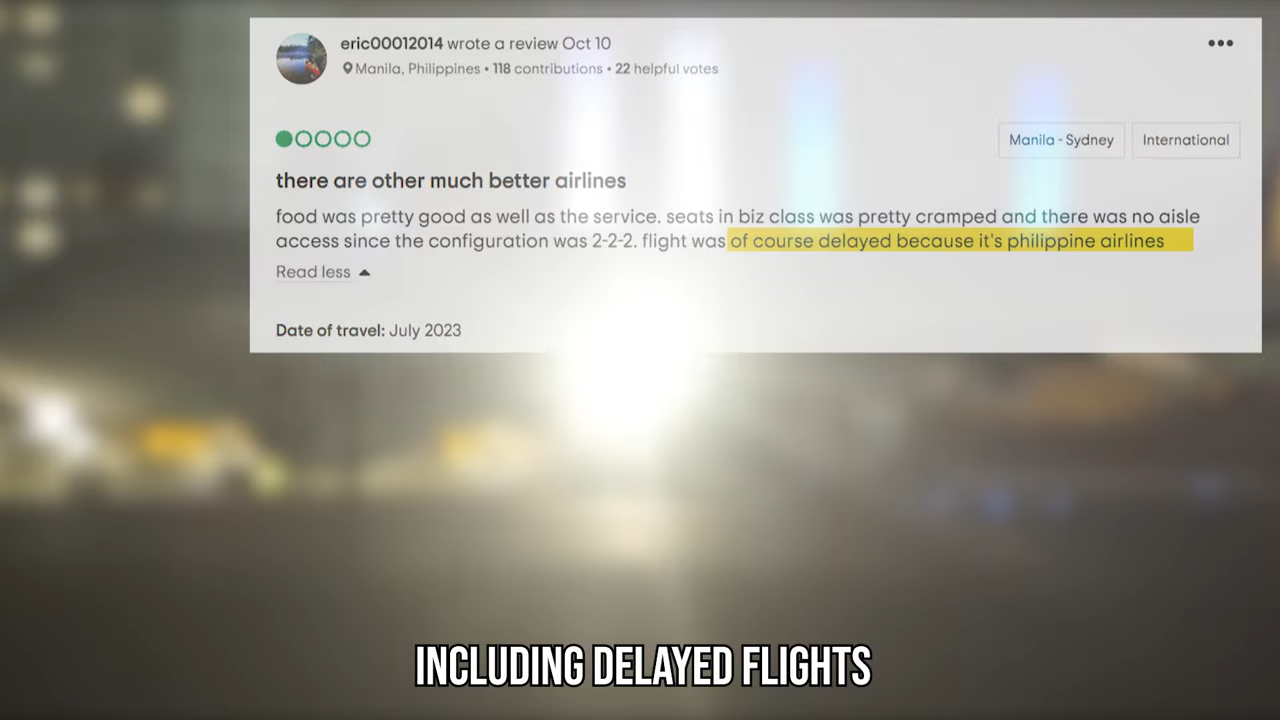 eric00012014 wrote a review Oct 10
Manila, Philippines • 118 contributions • 22 helpful votes
Manila - Sydney
International
there are other much better airlines
food was pretty good as well as the service. seats in biz class was pretty cramped and there was no aisle
access since the configuration was 2-2-2. flight was of course delayed because it's philippine airlines
Read less
Date of travel: July 2023
INCLUDING DELAYED FLIGHTS